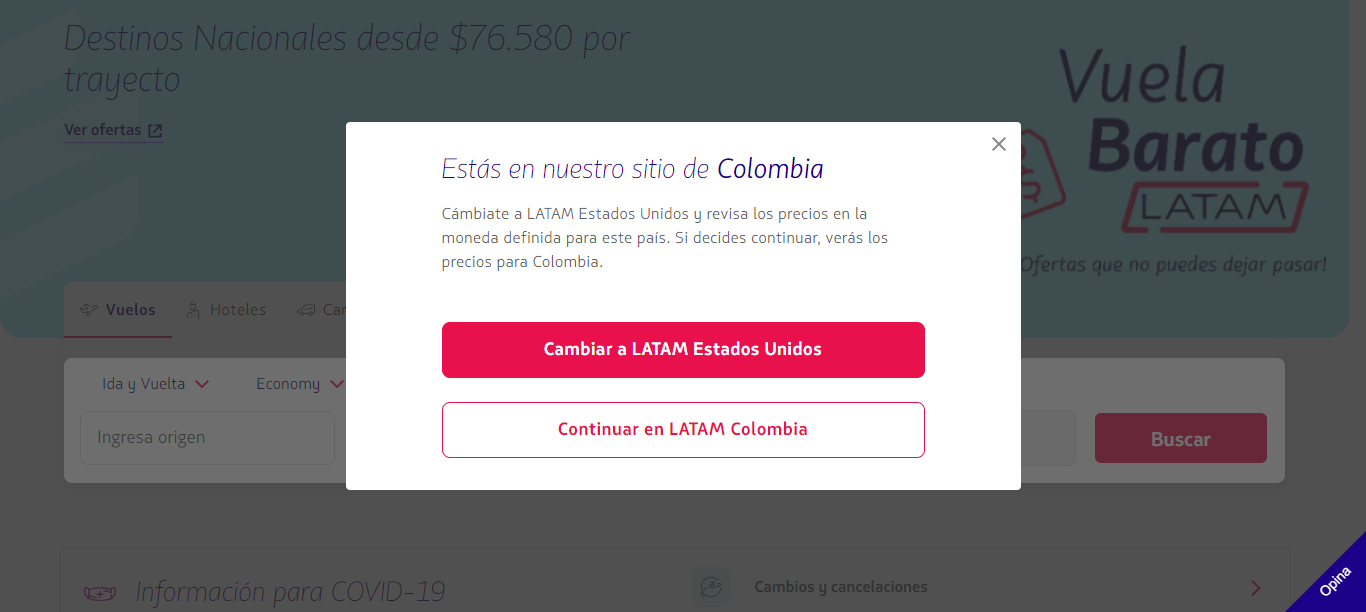 Destinos Nacionales desde $76.580 por
trayecto
Ver ofertas
Vuela
Barato
LATAM
Ofertas que no puedes dejar pasar!
Estás en nuestro sitio de Colombia
Cámbiate a LATAM Estados Unidos y revisa los precios en la
moneda definida para este país. Si decides continuar, verás los
precios para Colombia.
Cambiar a LATAM Estados Unidos
Continuar en LATAM Colombia
Vuelos Hoteles
Ida y Vuelta Economy
Ingresa origen
Buscar
Información para COVID-19
Cambios y cancelaciones
Opina